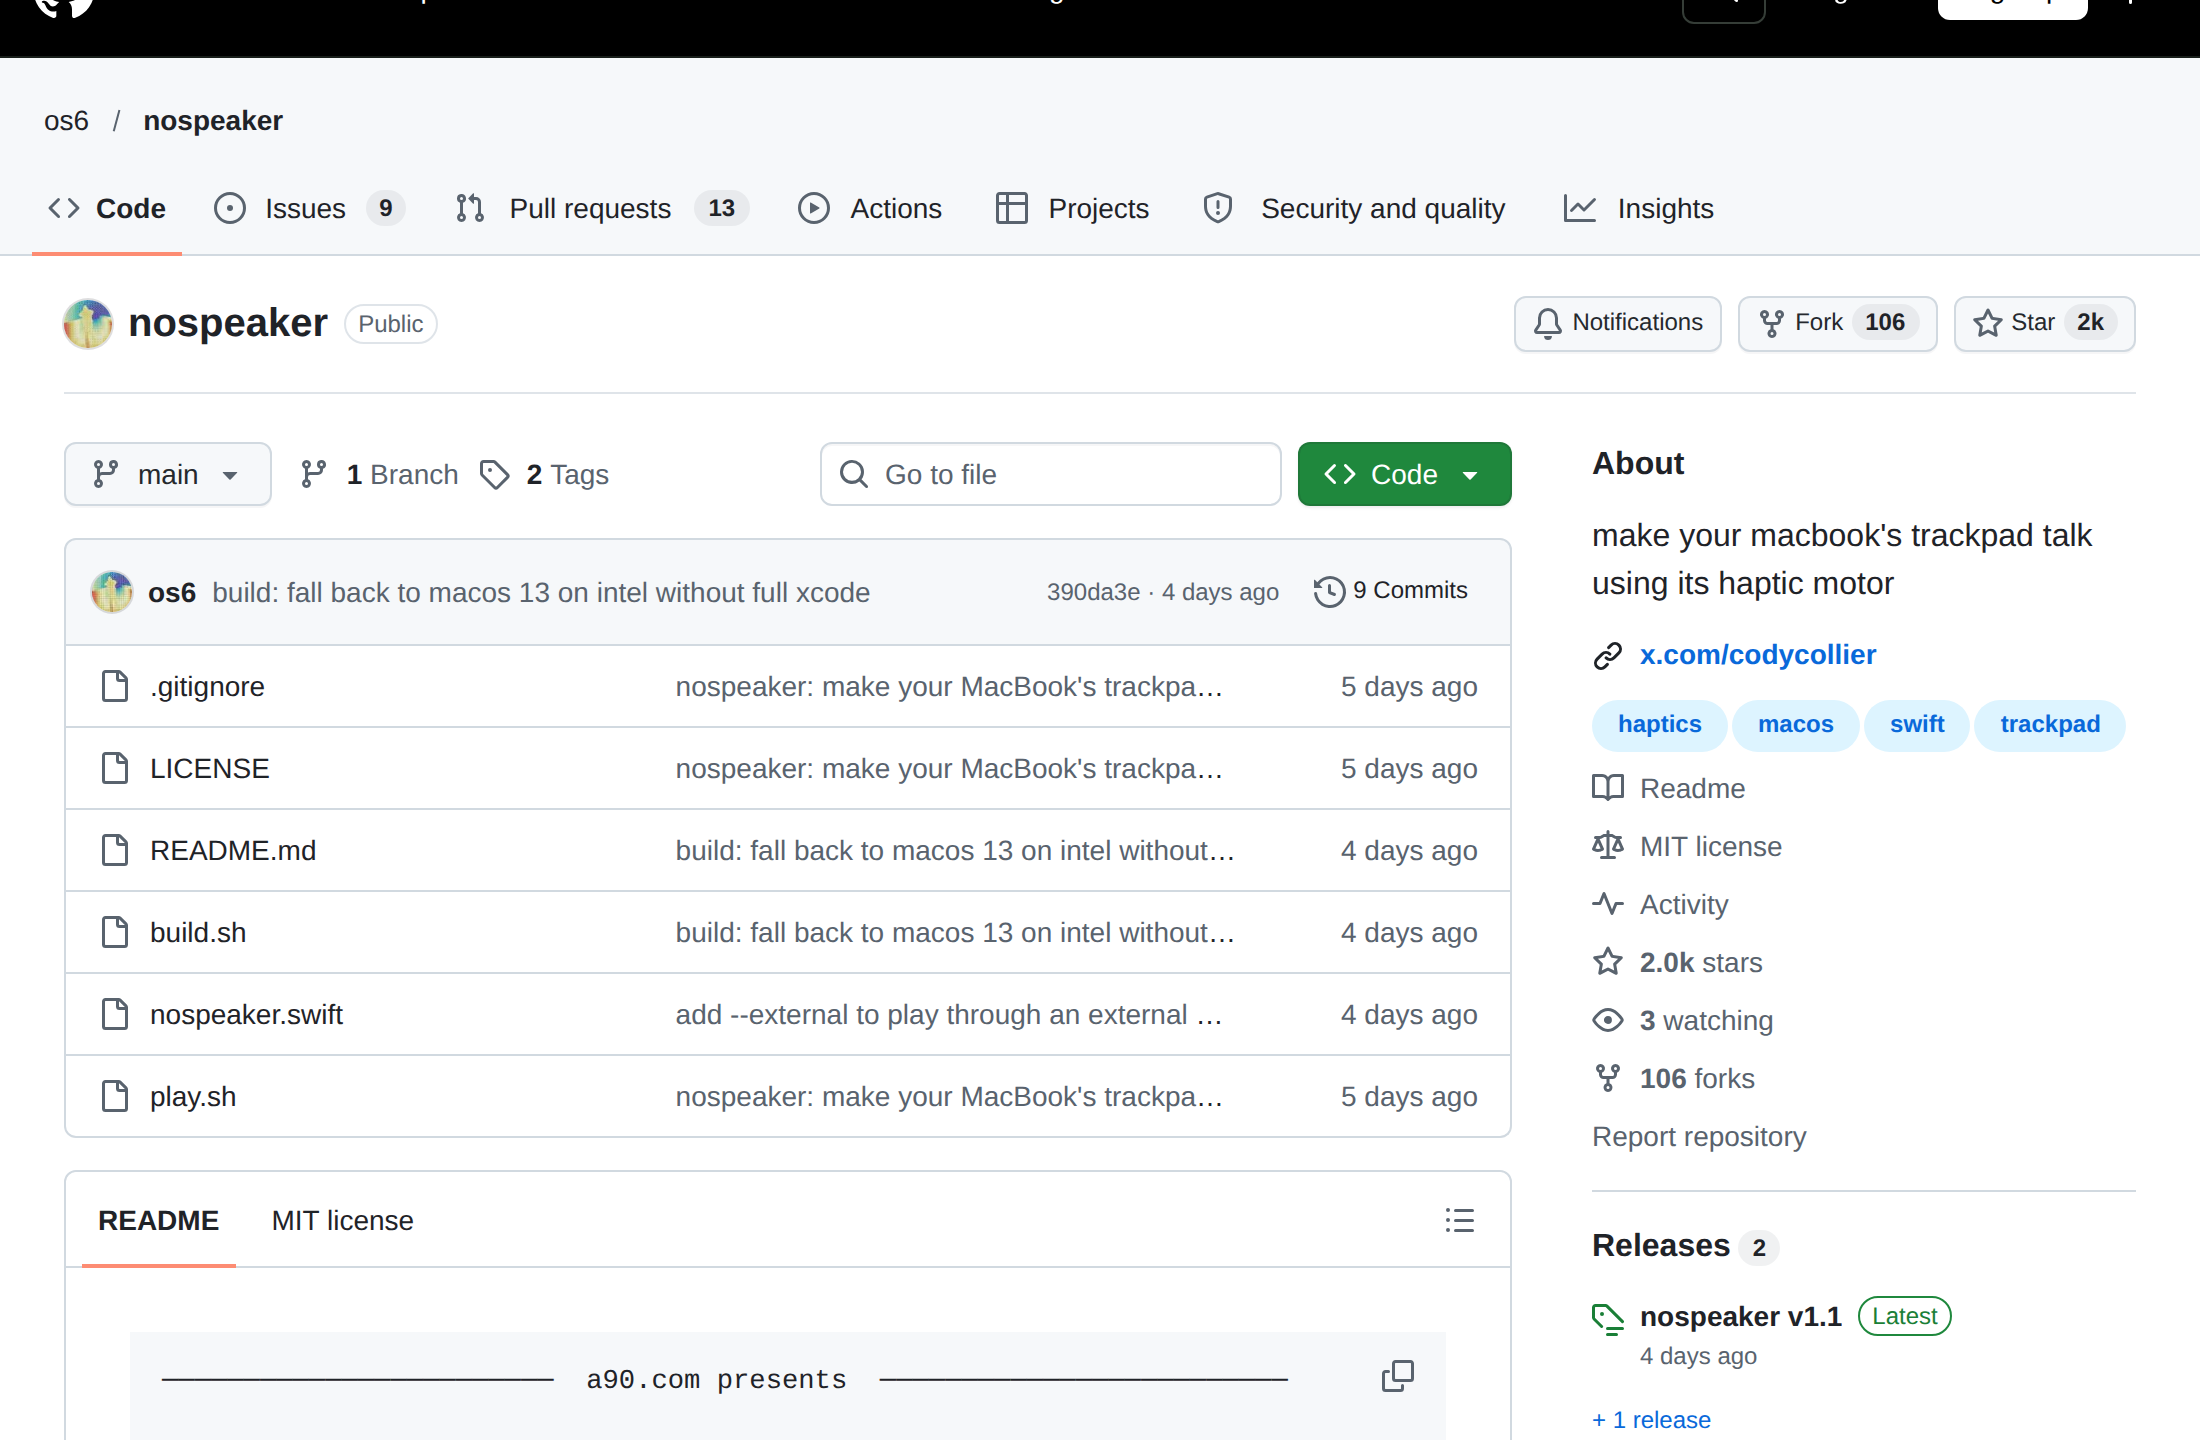 os6 / nospeaker
Code Issues 9 Pull requests 13 Actions Projects Security and quality Insights
nospeaker Public Notifications Fork 106 Star 2k
main 1 Branch 2 Tags Go to file Code
os6 build: fall back to macos 13 on intel without full xcode 390da3e · 4 days ago 9 Commits
.gitignore nospeaker: make your MacBook's trackpa… 5 days ago
LICENSE nospeaker: make your MacBook's trackpa… 5 days ago
README.md build: fall back to macos 13 on intel without… 4 days ago
build.sh build: fall back to macos 13 on intel without… 4 days ago
nospeaker.swift add --external to play through an external … 4 days ago
play.sh nospeaker: make your MacBook's trackpa… 5 days ago
README MIT license
a90.com presents
About
make your macbook's trackpad talk
using its haptic motor
x.com/codycollier
haptics macos swift trackpad
Readme
MIT license
Activity
2.0k stars
3 watching
106 forks
Report repository
Releases 2
nospeaker v1.1 Latest
4 days ago
+ 1 release